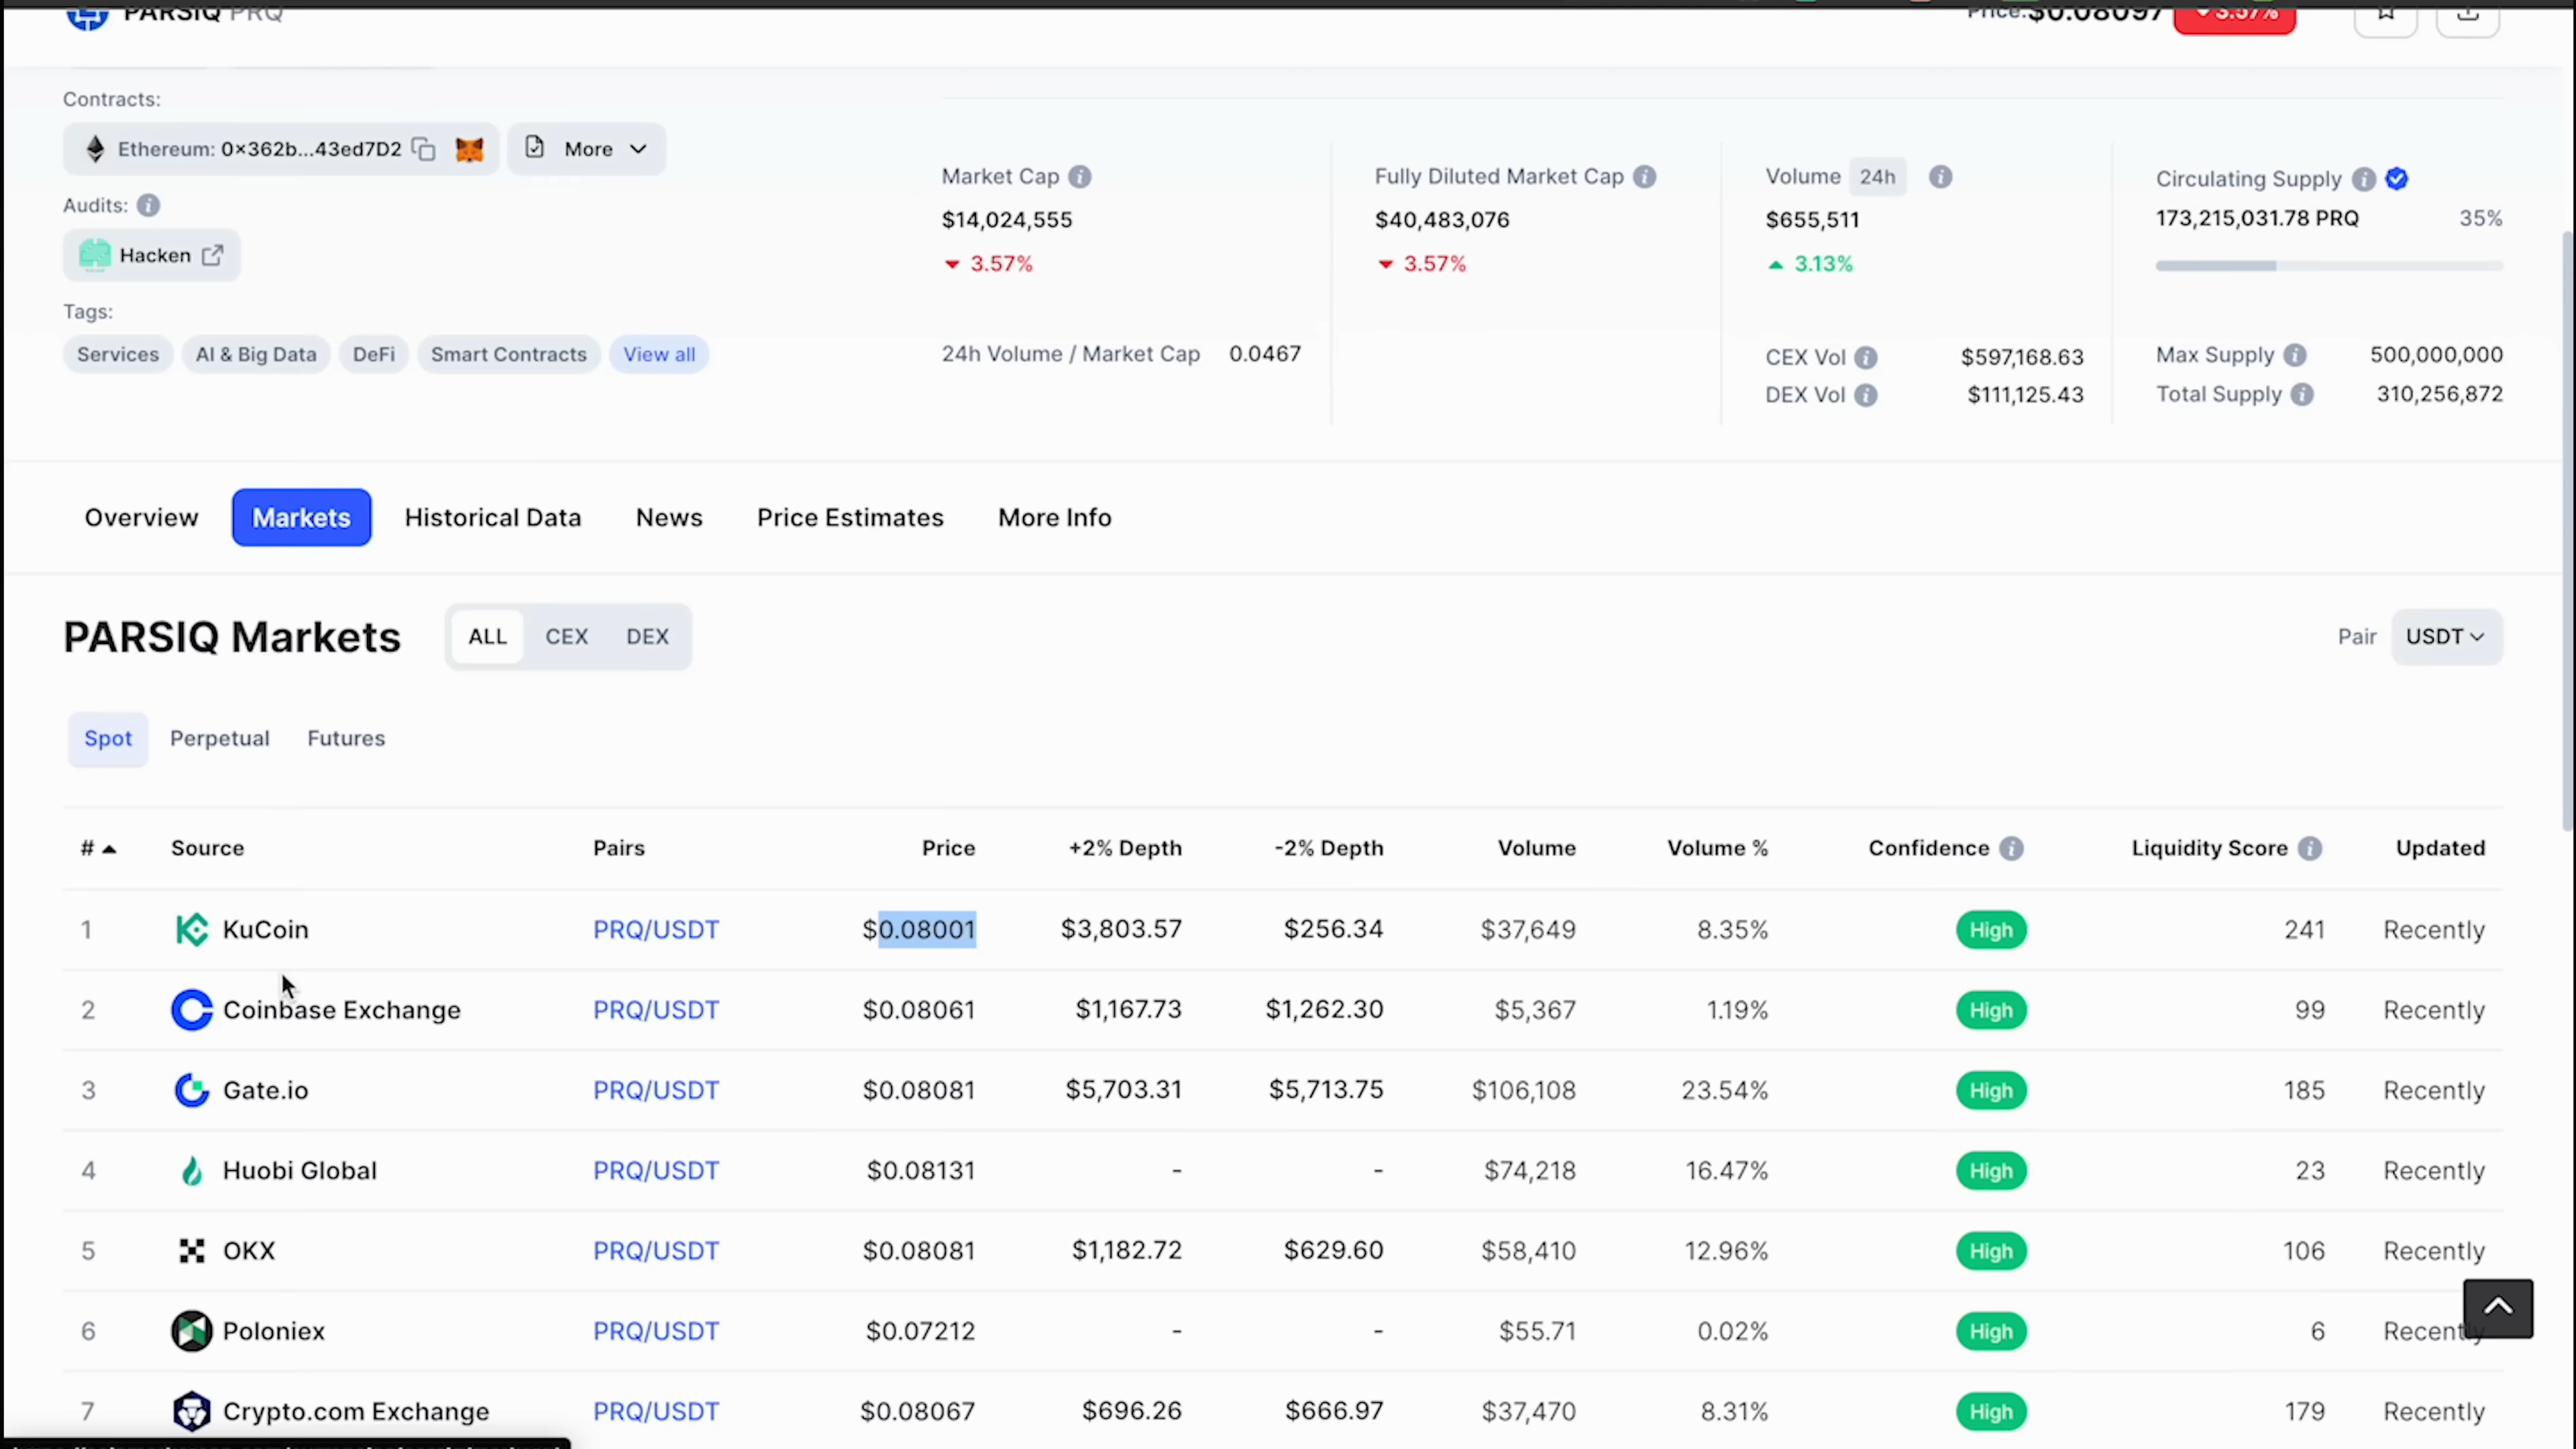 PARSIQ PRQ
Price: $0.08097 3.57%
Contracts:
Ethereum: 0×362b...43ed7D2 More
Audits:
Hacken
Tags:
Services AI & Big Data DeFi Smart Contracts View all
Market Cap
$14,024,555
3.57%
24h Volume / Market Cap 0.0467
Fully Diluted Market Cap
$40,483,076
3.57%
Volume 24h
$655,511
3.13%
CEX Vol $597,168.63
DEX Vol $111,125.43
Circulating Supply
173,215,031.78 PRQ 35%
Max Supply 500,000,000
Total Supply 310,256,872
Overview Markets Historical Data News Price Estimates More Info
PARSIQ Markets ALL CEX DEX Pair USDT
Spot Perpetual Futures
# Source Pairs Price +2% Depth -2% Depth Volume Volume % Confidence Liquidity Score Updated
1 KuCoin PRQ/USDT $0.08001 $3,803.57 $256.34 $37,649 8.35% High 241 Recently
2 Coinbase Exchange PRQ/USDT $0.08061 $1,167.73 $1,262.30 $5,367 1.19% High 99 Recently
3 Gate.io PRQ/USDT $0.08081 $5,703.31 $5,713.75 $106,108 23.54% High 185 Recently
4 Huobi Global PRQ/USDT $0.08131 - - $74,218 16.47% High 23 Recently
5 OKX PRQ/USDT $0.08081 $1,182.72 $629.60 $58,410 12.96% High 106 Recently
6 Poloniex PRQ/USDT $0.07212 - - $55.71 0.02% High 6 Recently
7 Crypto.com Exchange PRQ/USDT $0.08067 $696.26 $666.97 $37,470 8.31% High 179 Recently